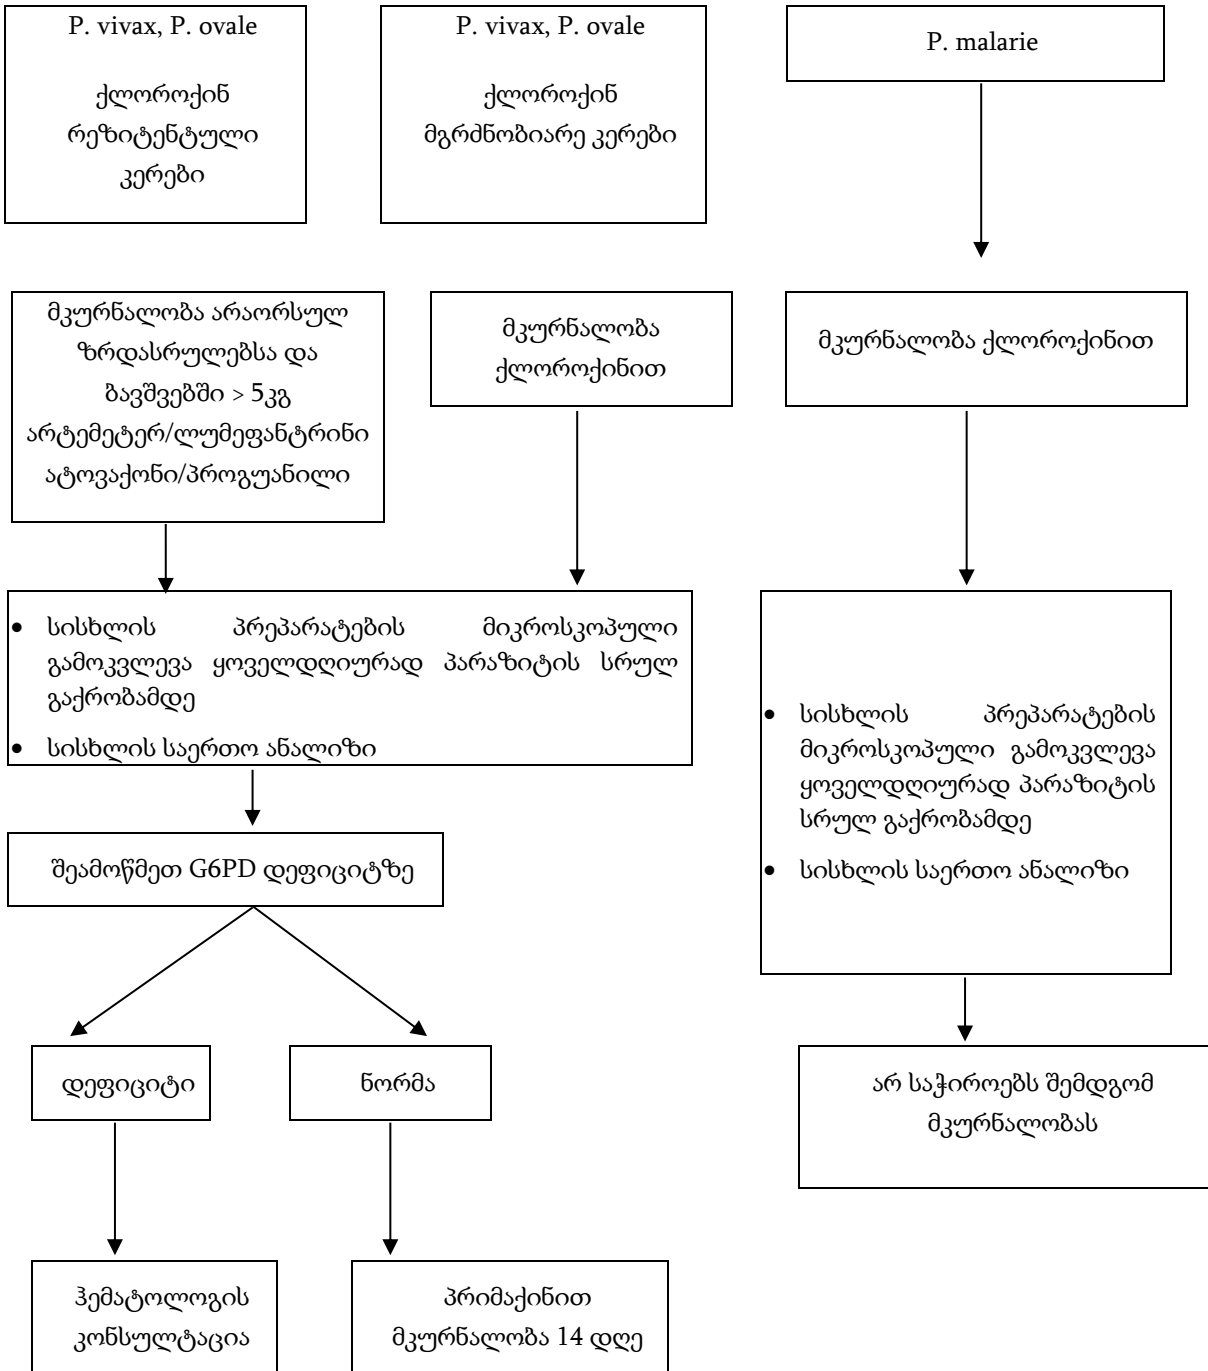 P. vivax, P. ovale
ქლოროქინ
რეზიტენტული
კერები
P. vivax, P. ovale
ქლოროქინ
მგრძნობიარე კერები
P. malarie
მკურნალობა არაორსულ
ზრდასრულებსა და
ბავშვებში > 5კგ
არტემეტერ/ლუმეფანტრინი
ატოვაქონი/პროგუანილი
მკურნალობა
ქლოროქინით
მკურნალობა ქლოროქინით
• სისხლის პრეპარატების მიკროსკოპული
გამოკვლევა ყოველდღიურად პარაზიტის სრულ
გაქრობამდე
• სისხლის საერთო ანალიზი
• სისხლის პრეპარატების
მიკროსკოპული გამოკვლევა
ყოველდღიურად პარაზიტის
სრულ გაქრობამდე
• სისხლის საერთო ანალიზი
შეამოწმეთ G6PD დეფიციტზე
დეფიციტი
ნორმა
არ საჭიროებს შემდგომ
მკურნალობას
ჰემატოლოგის
კონსულტაცია
პრიმაქინით
მკურნალობა 14 დღე